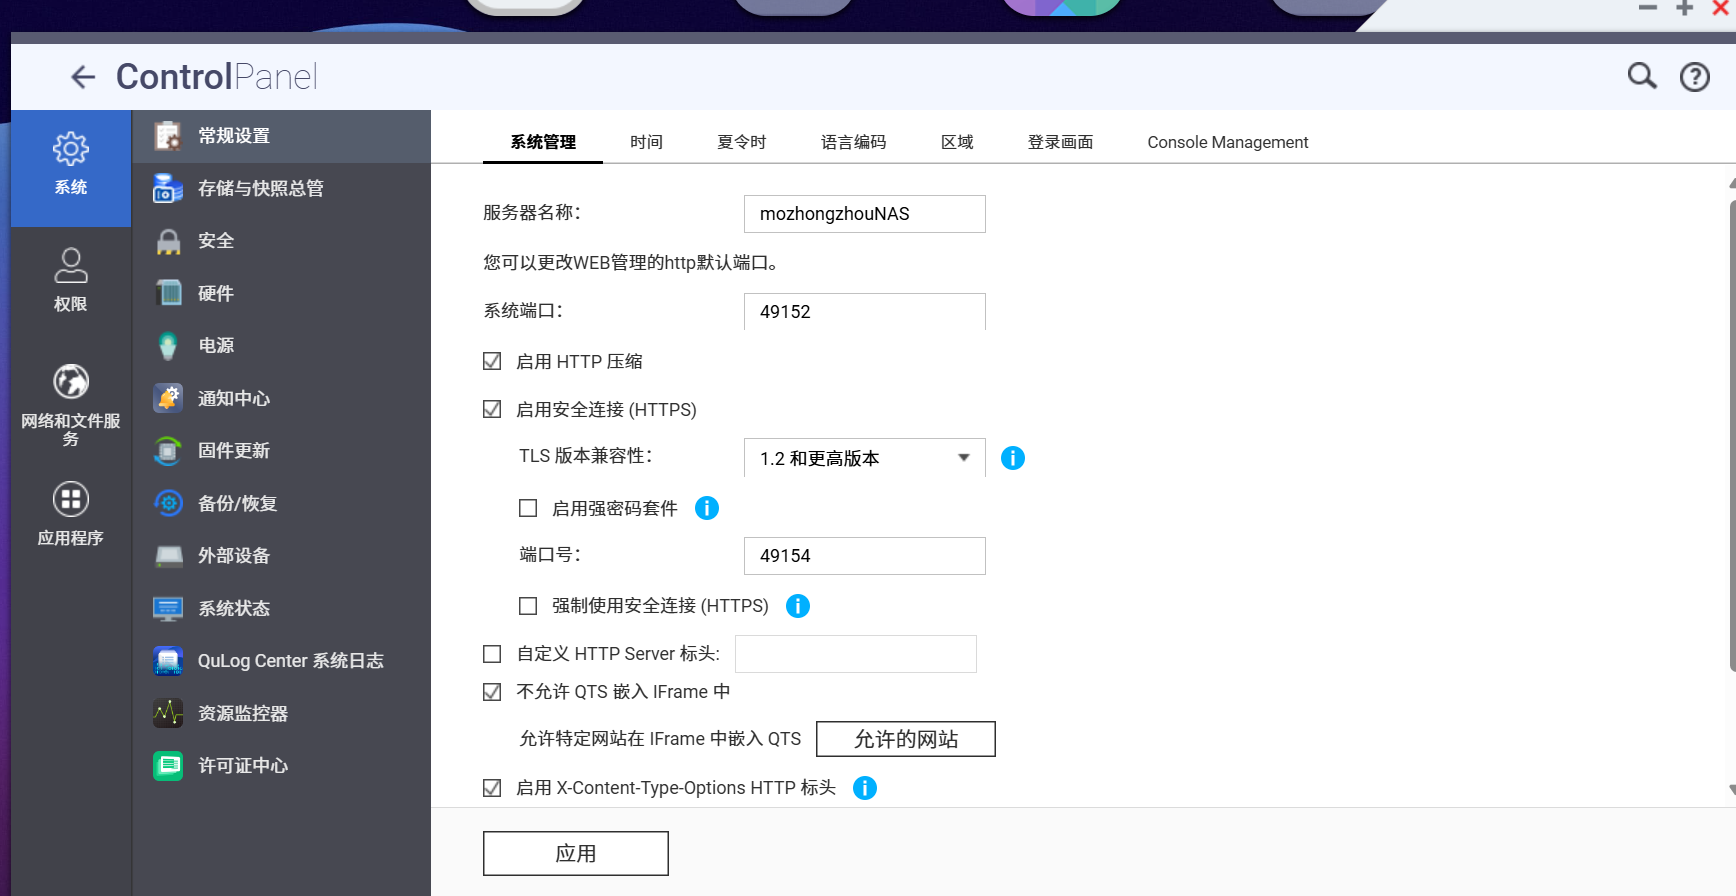 ControlPanel
系统
权限
网络和文件服
务
应用程序
常规设置
存储与快照总管
安全
硬件
电源
通知中心
固件更新
备份/恢复
外部设备
系统状态
QuLog Center 系统日志
资源监控器
许可证中心
系统管理 时间 夏令时 语言编码 区域 登录画面 Console Management
服务器名称： mozhongzhouNAS
您可以更改WEB管理的http默认端口。
系统端口： 49152
启用 HTTP 压缩
启用安全连接 (HTTPS)
TLS 版本兼容性： 1.2 和更高版本
启用强密码套件
端口号： 49154
强制使用安全连接 (HTTPS)
自定义 HTTP Server 标头:
不允许 QTS 嵌入 IFrame 中
允许特定网站在 IFrame 中嵌入 QTS 允许的网站
启用 X-Content-Type-Options HTTP 标头
应用